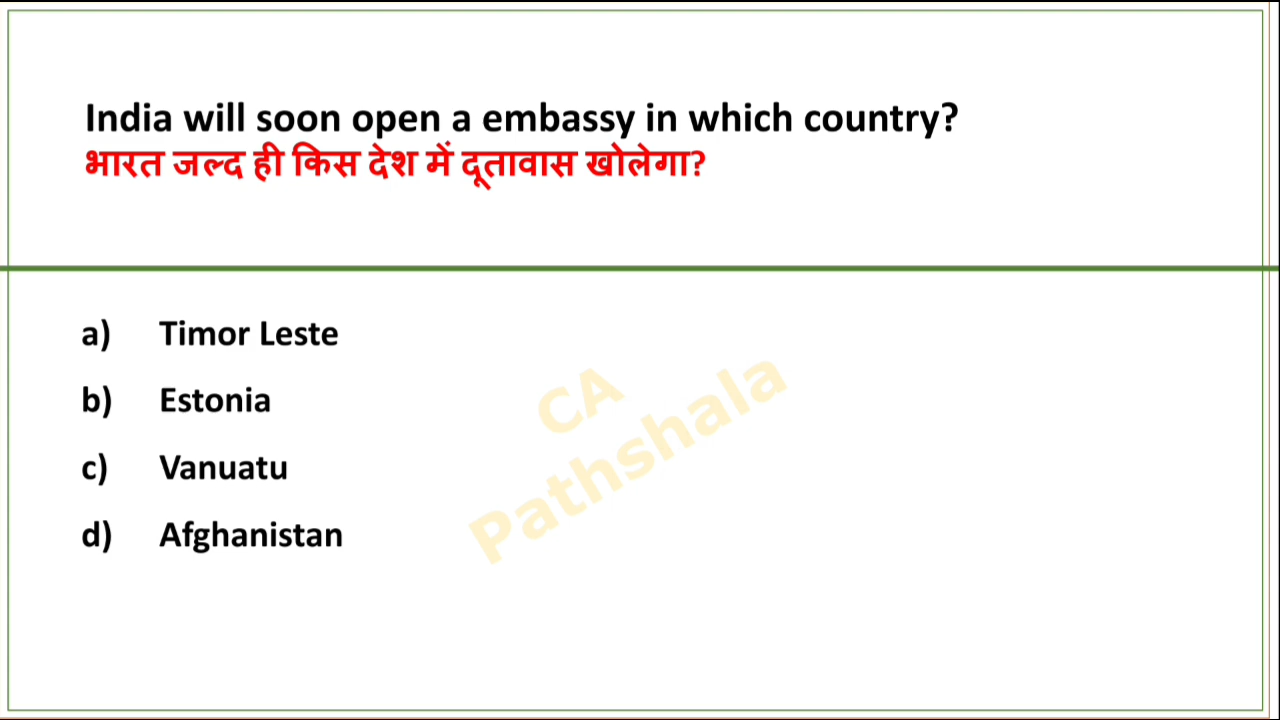 India will soon open a embassy in which country?
भारत जल्द ही किस देश में दूतावास खोलेगा?
a) Timor Leste
b) Estonia
c) Vanuatu
d) Afghanistan
CA
Pathshala